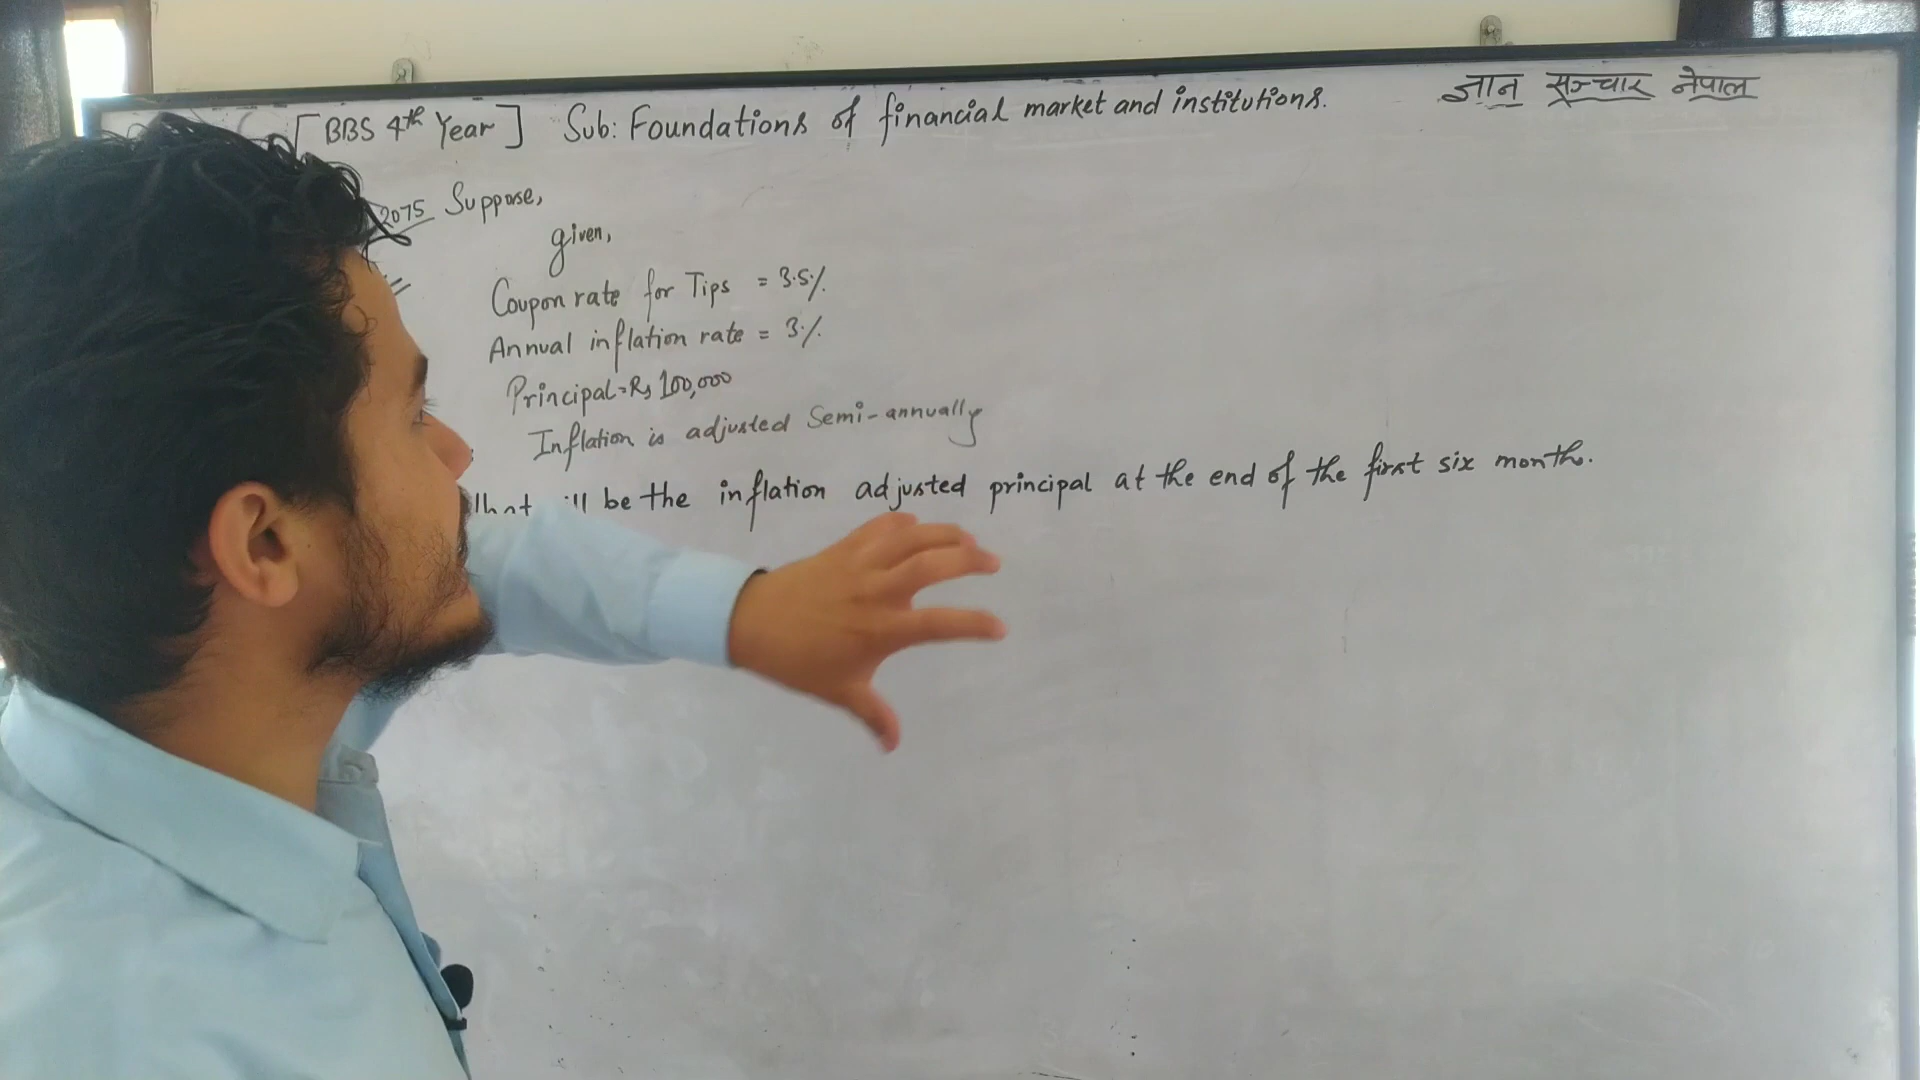 [BBS 4th Year] Sub: Foundations of financial market and institutions.
ज्ञान सञ्चार नेपाल
2075 Suppose,
given,
Coupon rate for Tips = 3.5%
Annual inflation rate = 3%
Principal = Rs 100,000
Inflation is adjusted Semi-annually
be the inflation adjusted principal at the end of the first six months.